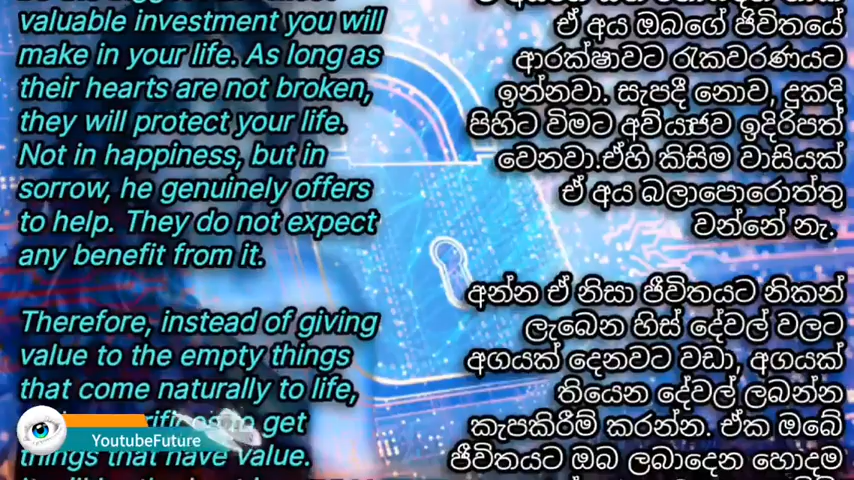 valuable investment you will
make in your life. As long as
their hearts are not broken,
they will protect your life.
Not in happiness, but in
sorrow, he genuinely offers
to help. They do not expect
any benefit from it.
Therefore, instead of giving
value to the empty things
that come naturally to life,
to get
things that have value.
ඒ අය ඔබගේ ජිවිතයේ
ආරක්ෂාවට රැකවරණයට
ඉන්නවා. සැපදී නොව, දුකදි
පිහිට විමට අව්යාජව ඉදිරිපත්
වෙනවා.ඒහි කිසිම වාසියක්
ඒ අය බලාපොරොත්තු
වන්නේ නැ.
අන්න ඒ නිසා ජීවිතයට නිකන්
ලැබෙන හිස් දේවල් වලට
අගයක් දෙනවට වඩා, අගයක්
තියෙන දේවල් ලබන්න
කැපකිරීම් කරන්න. ඒක ඔබේ
ජීවිතයට ඔබ ලබාදෙන හොදම
YoutubeFuture